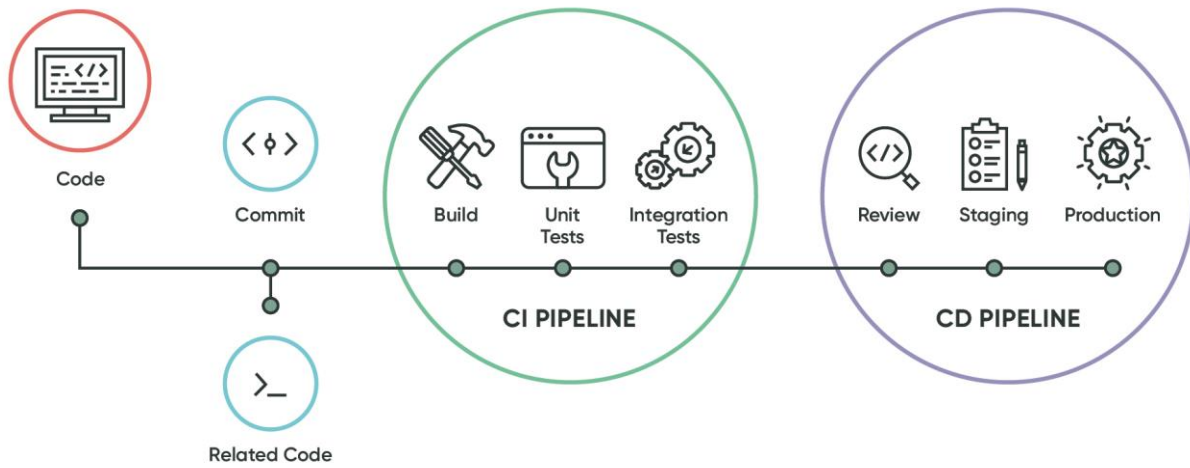 Code
Commit
Build
Unit
Tests
Integration
Tests
Review
Staging
Production
CI PIPELINE
CD PIPELINE
Related Code